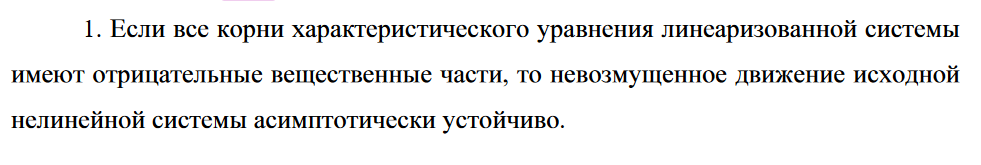 1. Если все корни характеристического уравнения линеаризованной системы
имеют отрицательные вещественные части, то невозмущенное движение исходной
нелинейной системы асимптотически устойчиво.